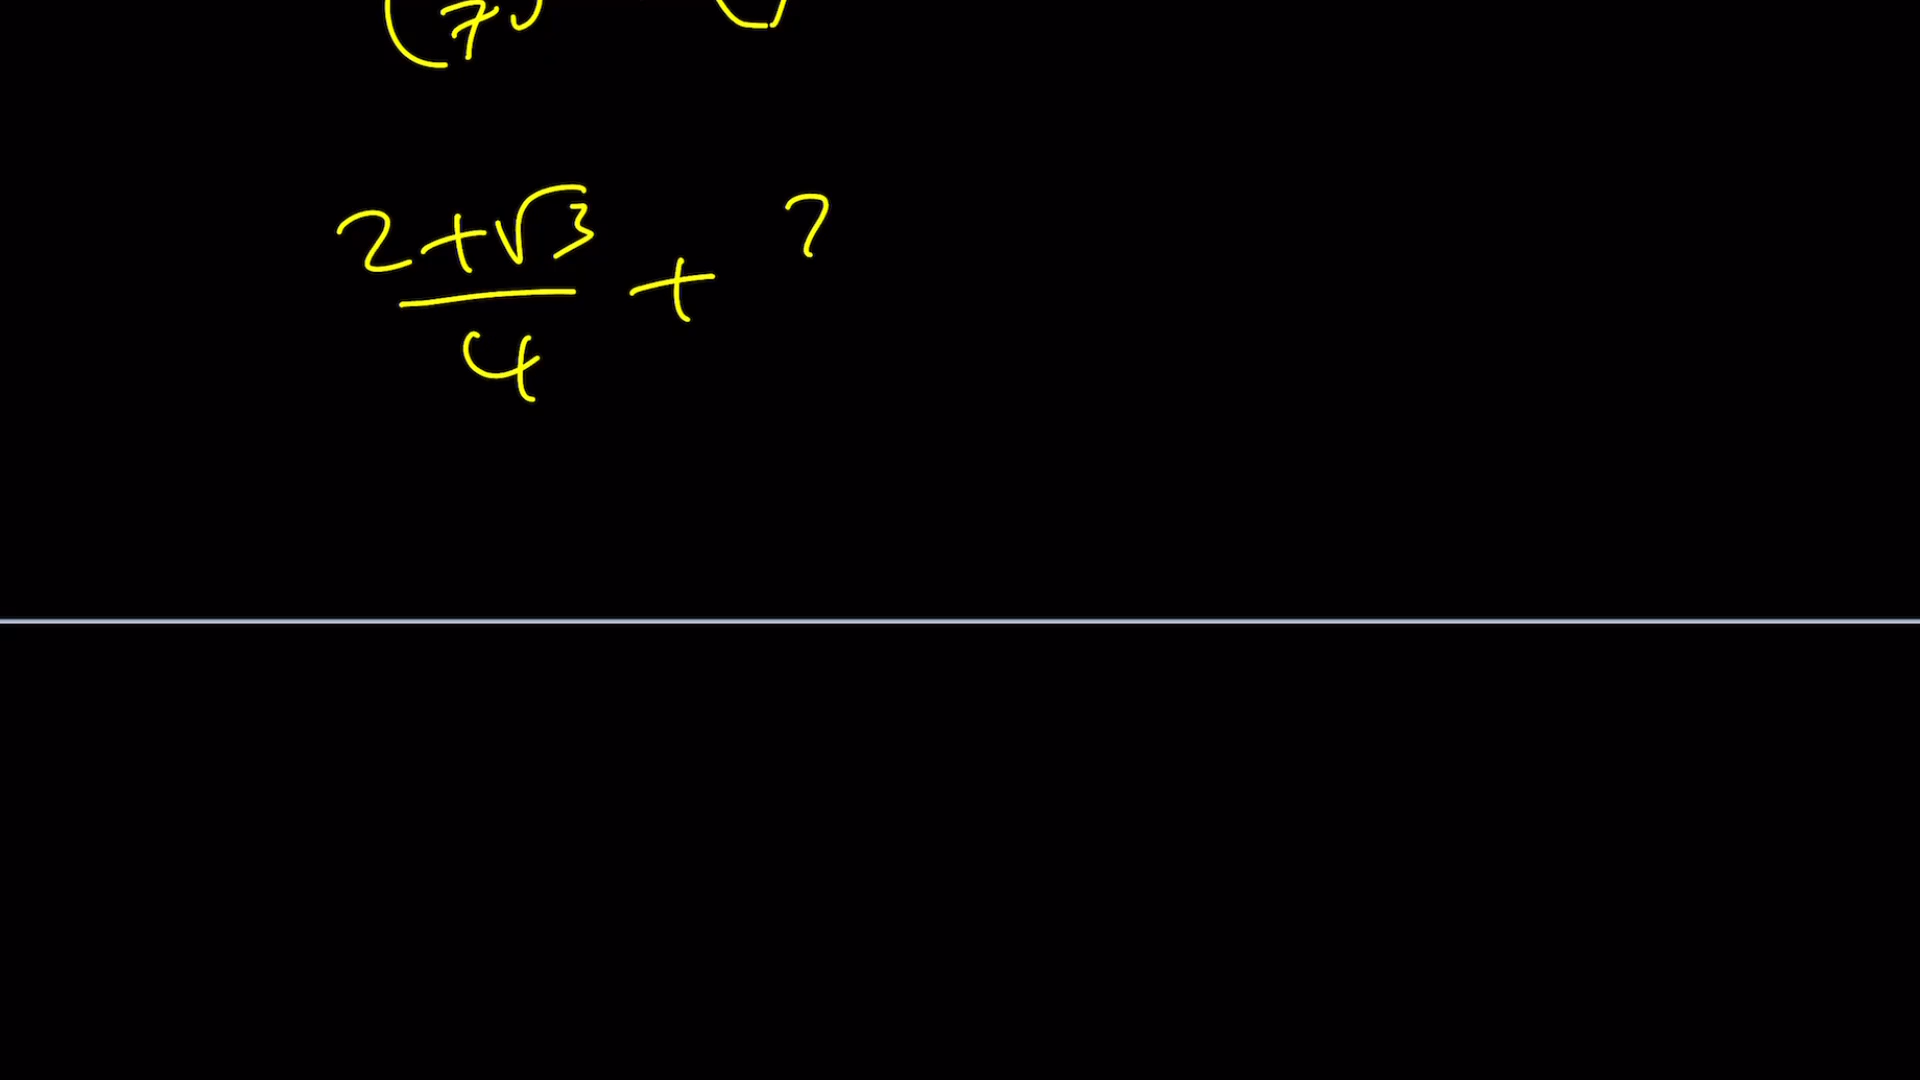 2+√3
—— + ?
4